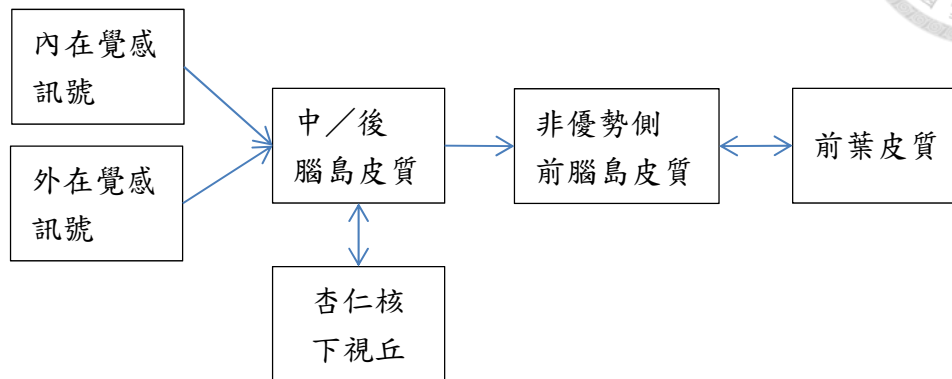 內在覺感
訊號
外在覺感
訊號
中／後
腦島皮質
非優勢側
前腦島皮質
前葉皮質
杏仁核
下視丘